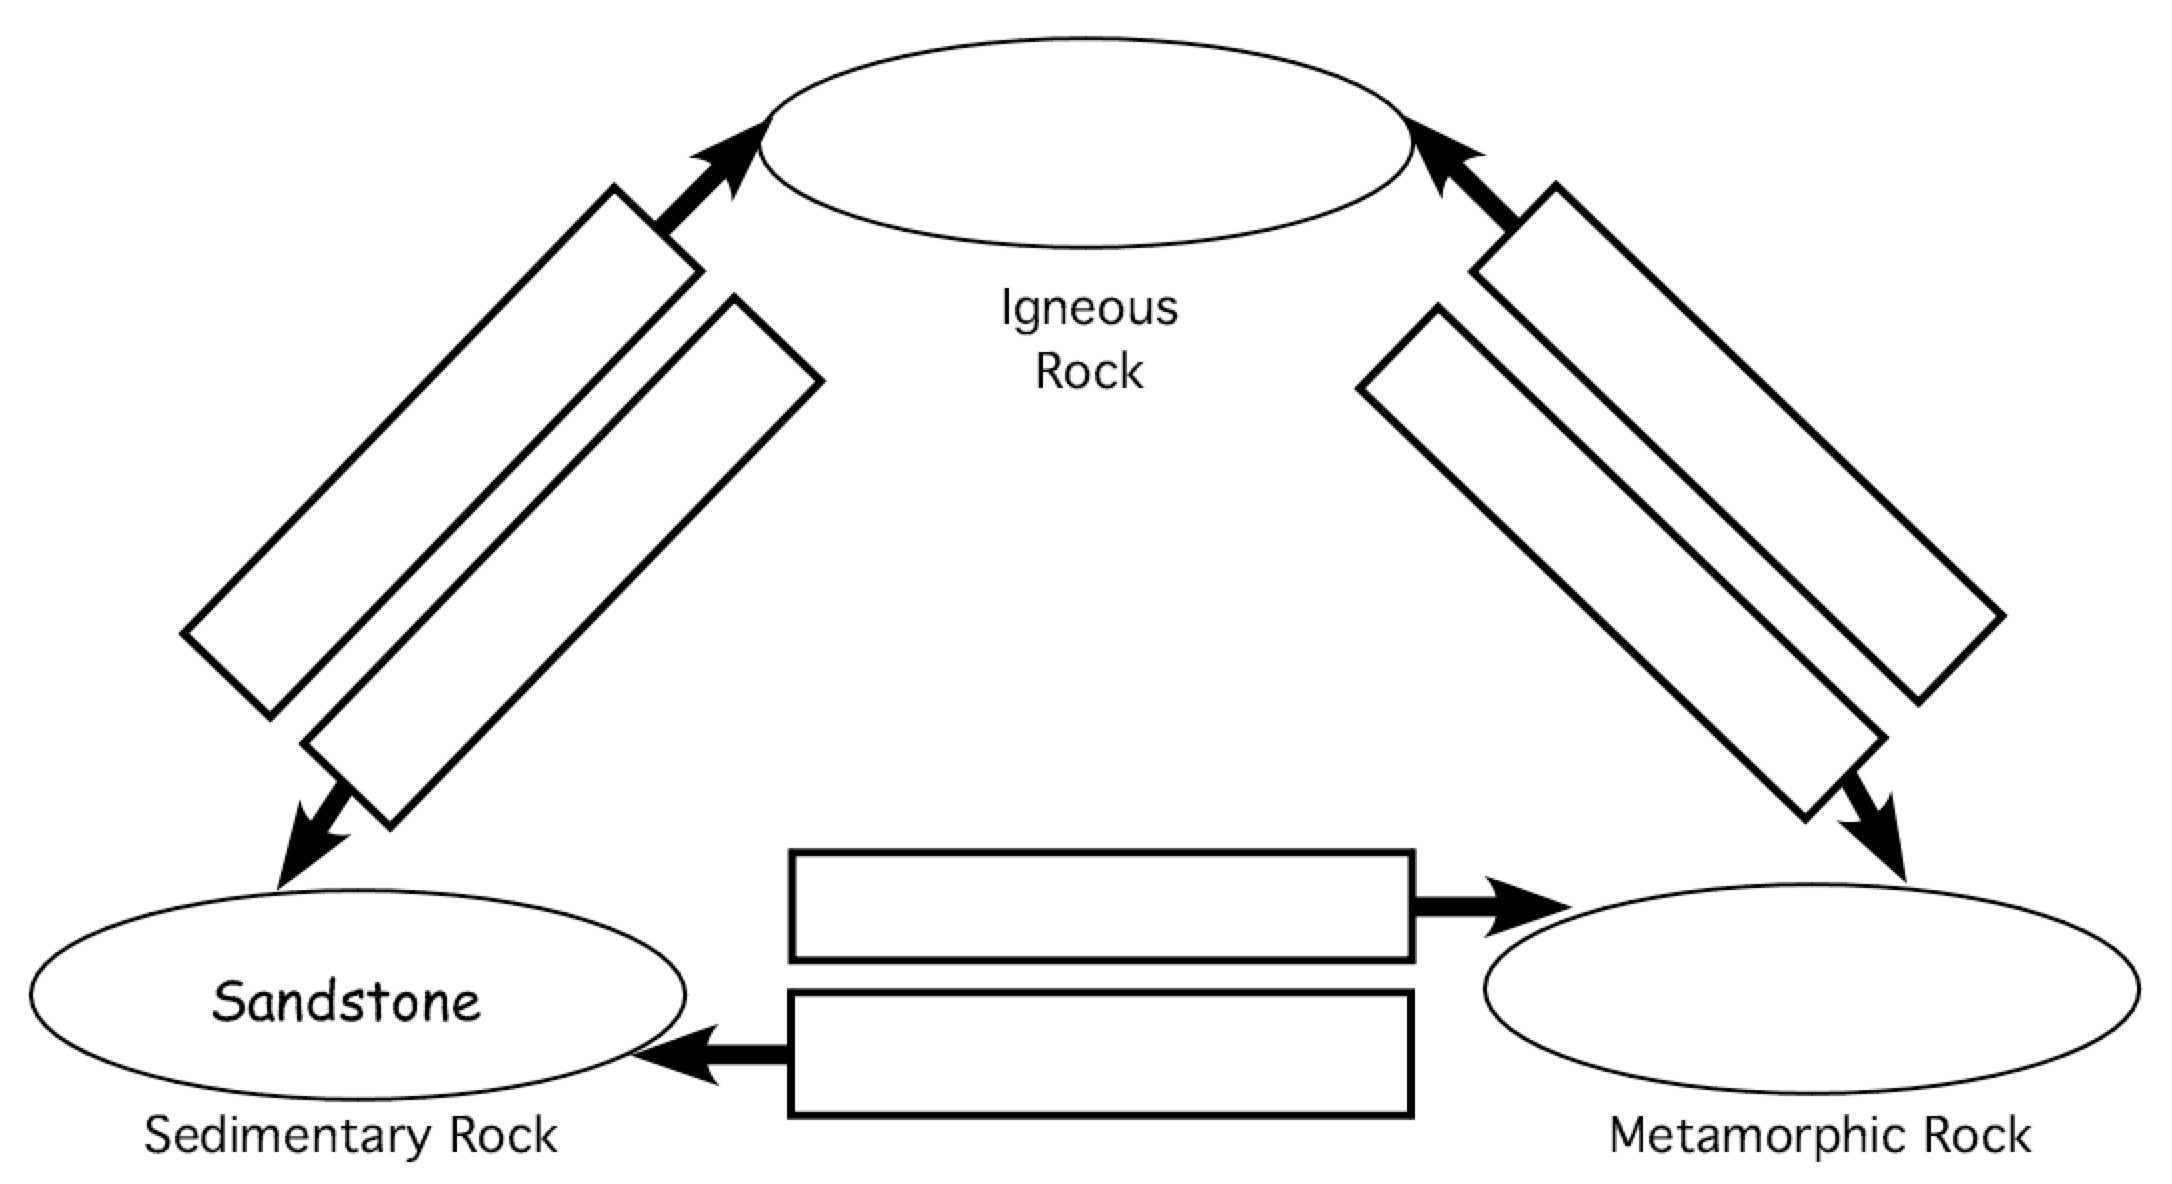 Igneous
Rock
Sandstone
Sedimentary Rock
Metamorphic Rock